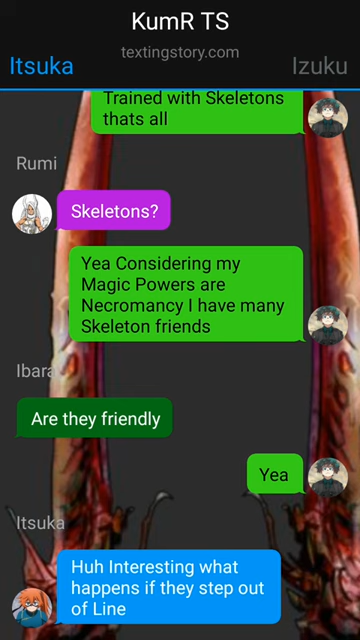 KumR TS
textingstory.com
Itsuka
Izuku
Trained with Skeletons
thats all
Rumi
Skeletons?
Yea Considering my
Magic Powers are
Necromancy I have many
Skeleton friends
Ibara
Are they friendly
Yea
Itsuka
Huh Interesting what
happens if they step out
of Line